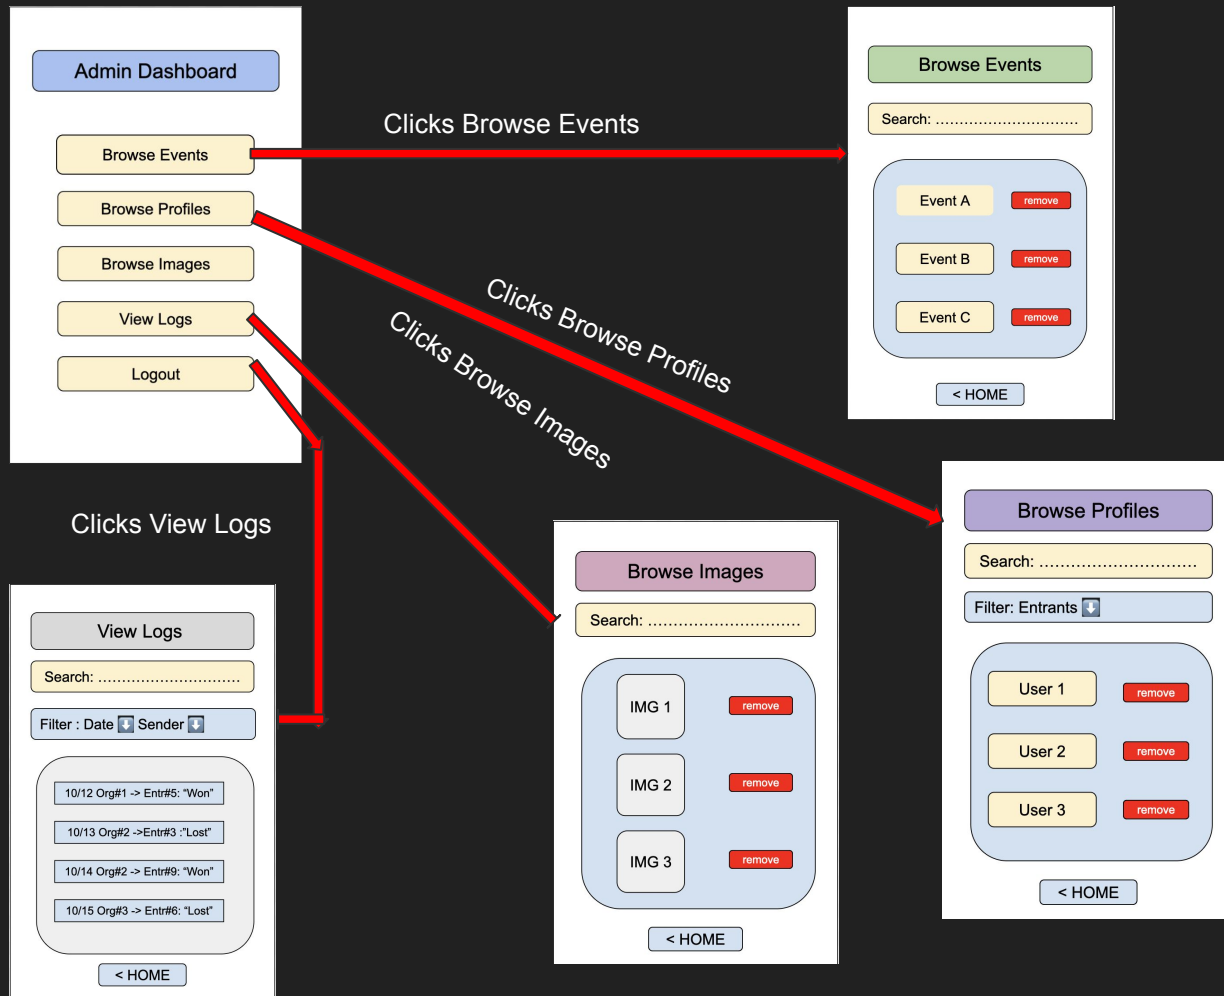 Admin Dashboard
Browse Events
Browse Profiles
Browse Images
View Logs
Logout
Clicks Browse Events
Clicks Browse Profiles
Clicks Browse Images
Clicks View Logs
Browse Events
Search: ..............................
Event A remove
Event B remove
Event C remove
< HOME
Browse Profiles
Search: ..............................
Filter: Entrants ⬇️
User 1 remove
User 2 remove
User 3 remove
< HOME
Browse Images
Search: ..............................
IMG 1 remove
IMG 2 remove
IMG 3 remove
< HOME
View Logs
Search: ..............................
Filter : Date ⬇️ Sender ⬇️
10/12 Org#1 -> Entr#5: “Won”
10/13 Org#2 ->Entr#3 :”Lost”
10/14 Org#2 -> Entr#9: “Won”
10/15 Org#3 -> Entr#6: “Lost”
< HOME